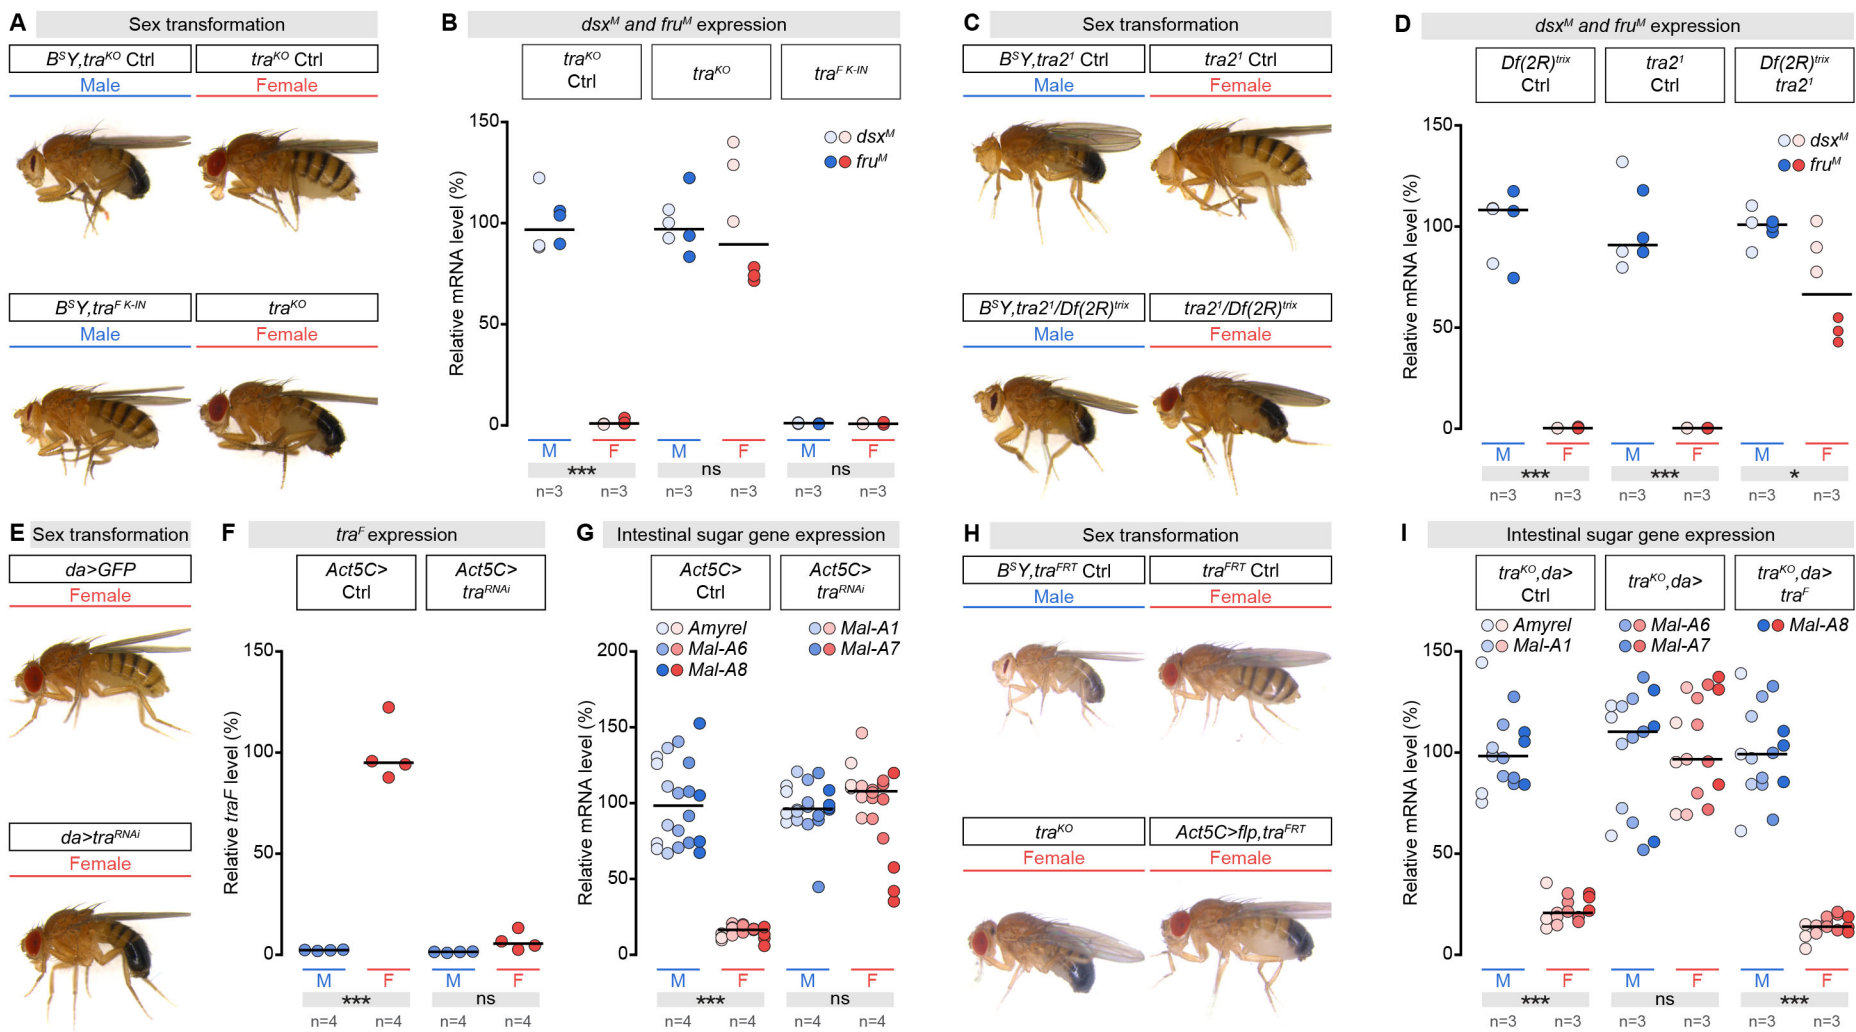 A Sex transformation
B^SY,tra^KO Ctrl tra^KO Ctrl
Male Female
B^SY,tra^F K-IN tra^KO
Male Female
B dsx^M and fru^M expression
tra^KO Ctrl tra^KO tra^F K-IN
dsx^M
fru^M
Relative mRNA level (%)
150
100
50
0
M F M F M F
*** ns ns
n=3 n=3 n=3 n=3 n=3 n=3
C Sex transformation
B^SY,tra2^1 Ctrl tra2^1 Ctrl
Male Female
B^SY,tra2^1/Df(2R)^trix tra2^1/Df(2R)^trix
Male Female
D dsx^M and fru^M expression
Df(2R)^trix tra2^1 Df(2R)^trix
Ctrl Ctrl tra2^1
dsx^M
fru^M
Relative mRNA level (%)
150
100
50
0
M F M F M F
*** *** *
n=3 n=3 n=3 n=3 n=3 n=3
E Sex transformation
da>GFP
Female
da>tra^RNAi
Female
F tra^F expression
Act5C> Act5C>
Ctrl tra^RNAi
Relative traF level (%)
150
100
50
0
M F M F
*** ns
n=4 n=4 n=4 n=4
G Intestinal sugar gene expression
Act5C> Act5C>
Ctrl tra^RNAi
Amyrel Mal-A1
Mal-A6 Mal-A7
Mal-A8
Relative mRNA level (%)
200
150
100
50
0
M F M F
*** ns
n=4 n=4 n=4 n=4
H Sex transformation
B^SY,tra^FRT Ctrl tra^FRT Ctrl
Male Female
tra^KO Act5C>flp,tra^FRT
Female Female
I Intestinal sugar gene expression
tra^KO,da> tra^KO,da> tra^KO,da>
Ctrl tra^F
Amyrel Mal-A6 Mal-A8
Mal-A1 Mal-A7
Relative mRNA level (%)
150
100
50
0
M F M F M F
*** ns ***
n=3 n=3 n=3 n=3 n=3 n=3